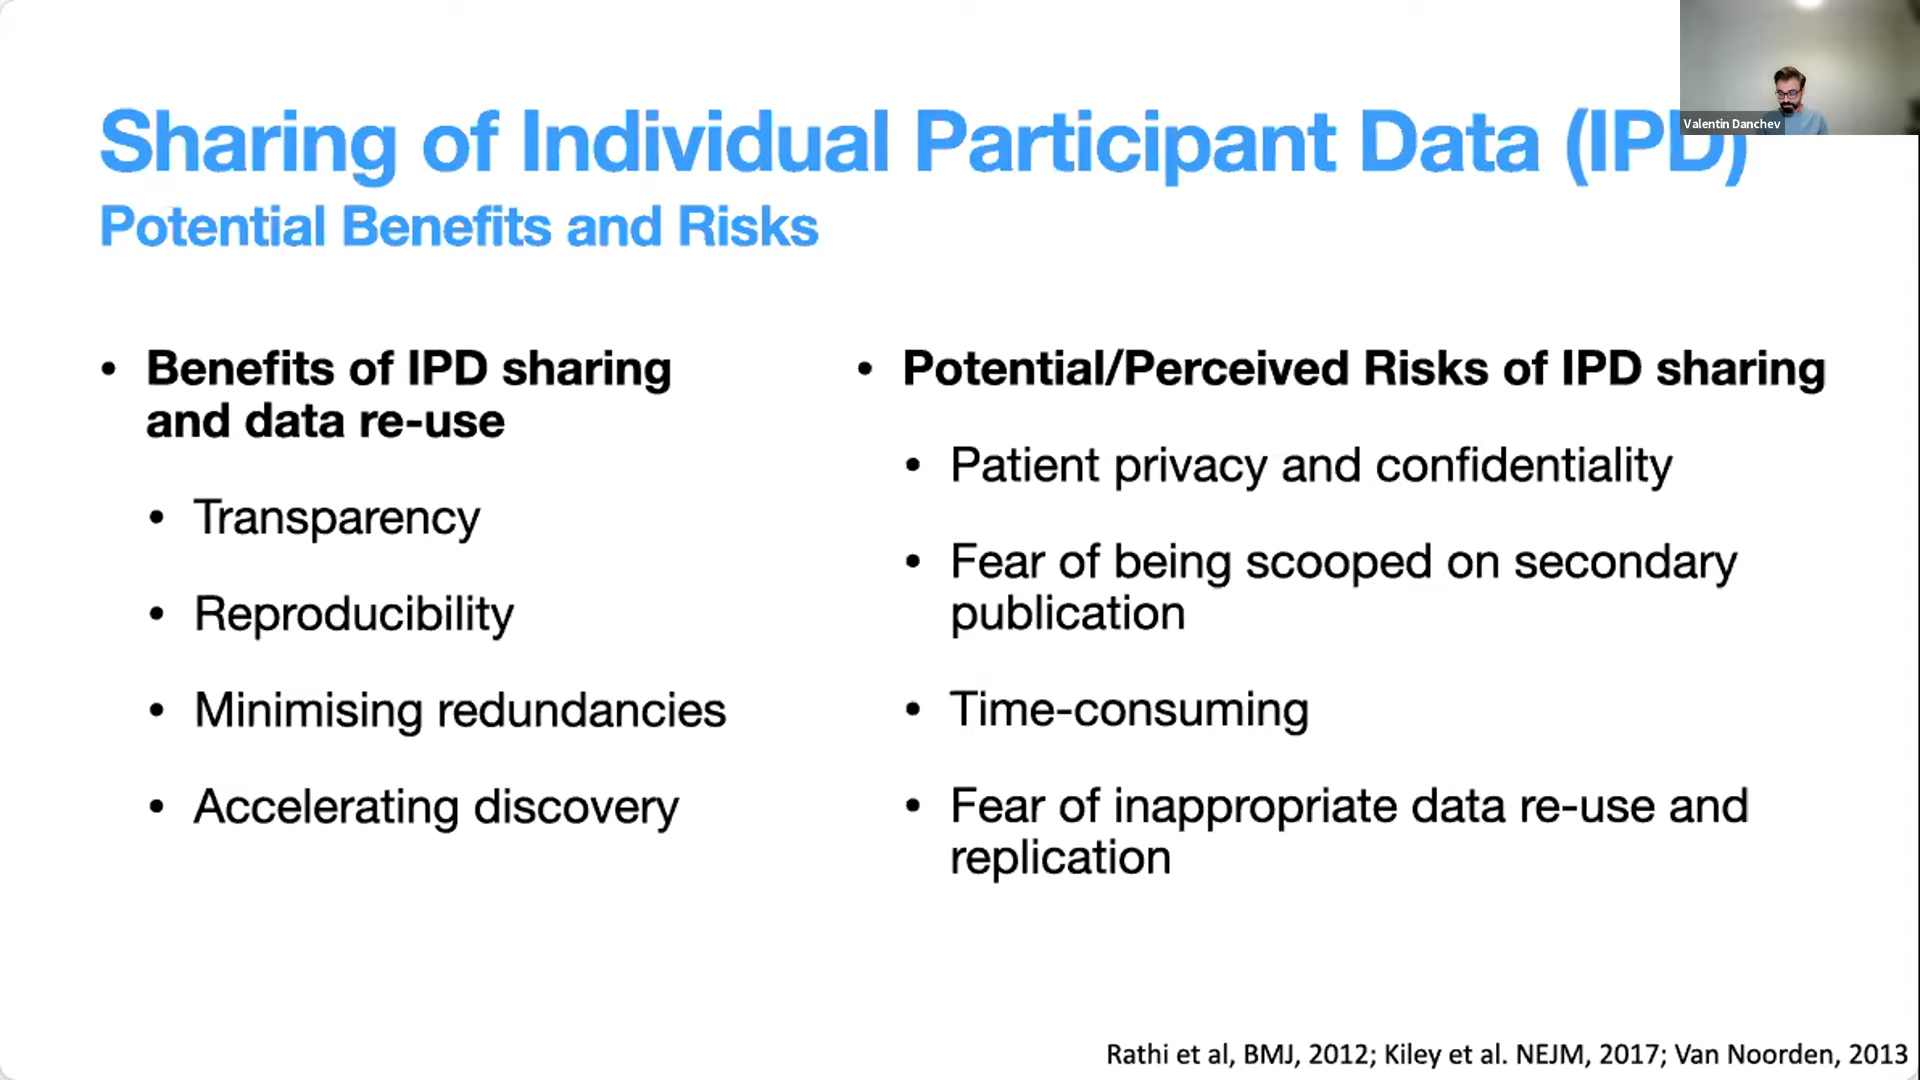 Valentin Danchev
Sharing of Individual Participant Data (IPD)
Potential Benefits and Risks
• Benefits of IPD sharing
and data re-use
• Transparency
• Reproducibility
• Minimising redundancies
• Accelerating discovery
• Potential/Perceived Risks of IPD sharing
• Patient privacy and confidentiality
• Fear of being scooped on secondary
publication
• Time-consuming
• Fear of inappropriate data re-use and
replication
Rathi et al, BMJ, 2012; Kiley et al. NEJM, 2017; Van Noorden, 2013